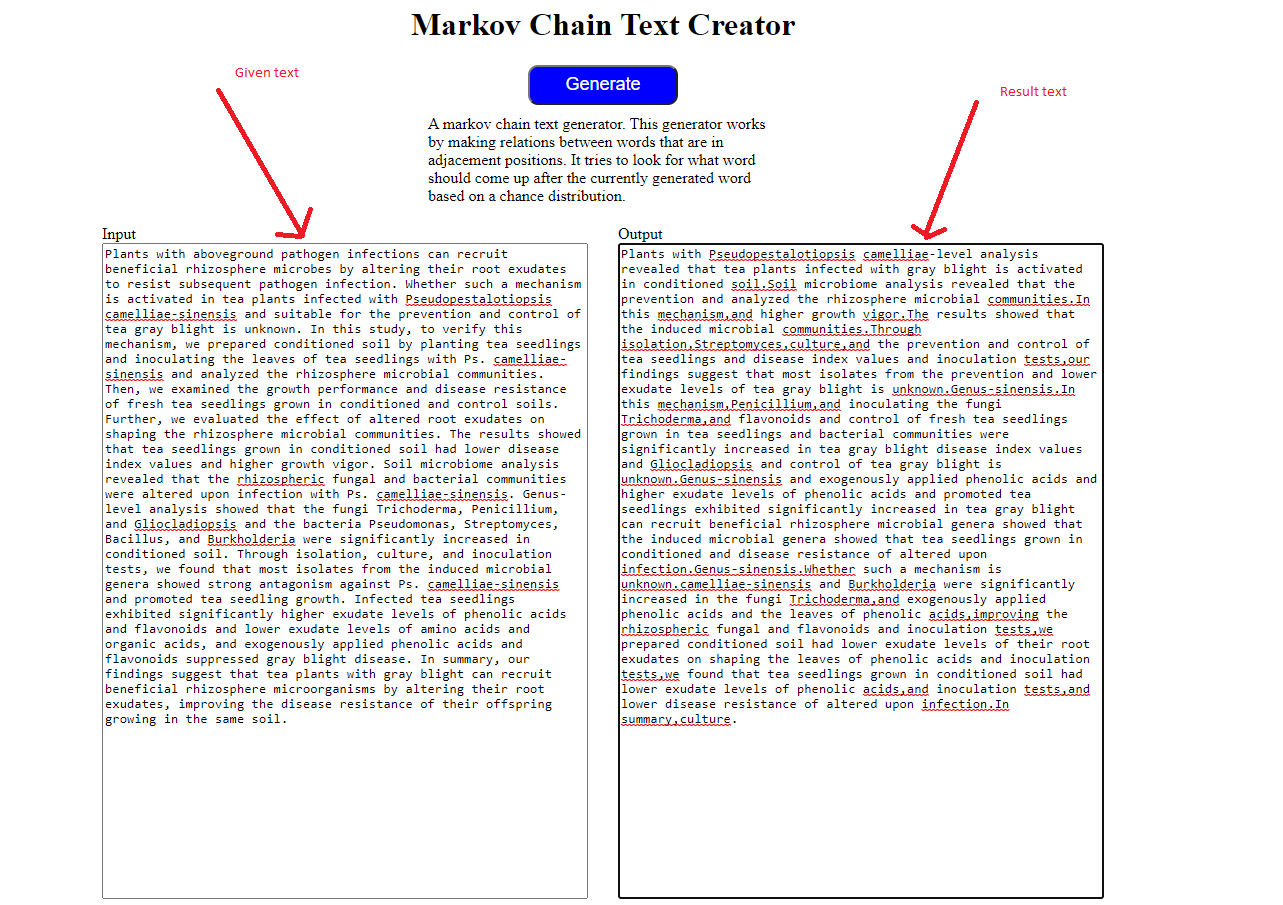 Markov Chain Text Creator
Given text
Generate
Result text
A markov chain text generator. This generator works
by making relations between words that are in
adjacement positions. It tries to look for what word
should come up after the currently generated word
based on a chance distribution.
Input
Plants with aboveground pathogen infections can recruit
beneficial rhizosphere microbes by altering their root exudates
to resist subsequent pathogen infection. Whether such a mechanism
is activated in tea plants infected with Pseudopestalotiopsis
camelliae-sinensis and suitable for the prevention and control of
tea gray blight is unknown. In this study, to verify this
mechanism, we prepared conditioned soil by planting tea seedlings
and inoculating the leaves of tea seedlings with Ps. camelliae-
sinensis and analyzed the rhizosphere microbial communities.
Then, we examined the growth performance and disease resistance
of fresh tea seedlings grown in conditioned and control soils.
Further, we evaluated the effect of altered root exudates on
shaping the rhizosphere microbial communities. The results showed
that tea seedlings grown in conditioned soil had lower disease
index values and higher growth vigor. Soil microbiome analysis
revealed that the rhizospheric fungal and bacterial communities
were altered upon infection with Ps. camelliae-sinensis. Genus-
level analysis showed that the fungi Trichoderma, Penicillium,
and Gliocladiopsis and the bacteria Pseudomonas, Streptomyces,
Bacillus, and Burkholderia were significantly increased in
conditioned soil. Through isolation, culture, and inoculation
tests, we found that most isolates from the induced microbial
genera showed strong antagonism against Ps. camelliae-sinensis
and promoted tea seedling growth. Infected tea seedlings
exhibited significantly higher exudate levels of phenolic acids
and flavonoids and lower exudate levels of amino acids and
organic acids, and exogenously applied phenolic acids and
flavonoids suppressed gray blight disease. In summary, our
findings suggest that tea plants with gray blight can recruit
beneficial rhizosphere microorganisms by altering their root
exudates, improving the disease resistance of their offspring
growing in the same soil.
Output
Plants with Pseudopestalotiopsis camelliae-level analysis
revealed that tea plants infected with gray blight is activated
in conditioned soil.Soil microbiome analysis revealed that the
prevention and analyzed the rhizosphere microbial communities.In
this mechanism,and higher growth vigor.The results showed that
the induced microbial communities.Through
isolation,Streptomyces,culture,and the prevention and control of
tea seedlings and disease index values and inoculation tests,our
findings suggest that most isolates from the prevention and lower
exudate levels of tea gray blight is unknown.Genus-sinensis.In
this mechanism,Penicillium,and inoculating the fungi
Trichoderma,and flavonoids and control of fresh tea seedlings
grown in tea seedlings and bacterial communities were
significantly increased in tea gray blight disease index values
and Gliocladiopsis and control of tea gray blight is
unknown.Genus-sinensis and exogenously applied phenolic acids and
higher exudate levels of phenolic acids and promoted tea
seedlings exhibited significantly increased in tea gray blight
can recruit beneficial rhizosphere microbial genera showed that
the induced microbial genera showed that tea seedlings grown in
conditioned and disease resistance of altered upon
infection.Genus-sinensis.Whether such a mechanism is
unknown.camelliae-sinensis and Burkholderia were significantly
increased in the fungi Trichoderma,and exogenously applied
phenolic acids and the leaves of phenolic acids,improving the
rhizospheric fungal and flavonoids and inoculation tests,we
prepared conditioned soil had lower exudate levels of their root
exudates on shaping the leaves of phenolic acids and inoculation
tests,we found that tea seedlings grown in conditioned soil had
lower exudate levels of phenolic acids,and inoculation tests,and
lower disease resistance of altered upon infection.In
summary,culture.